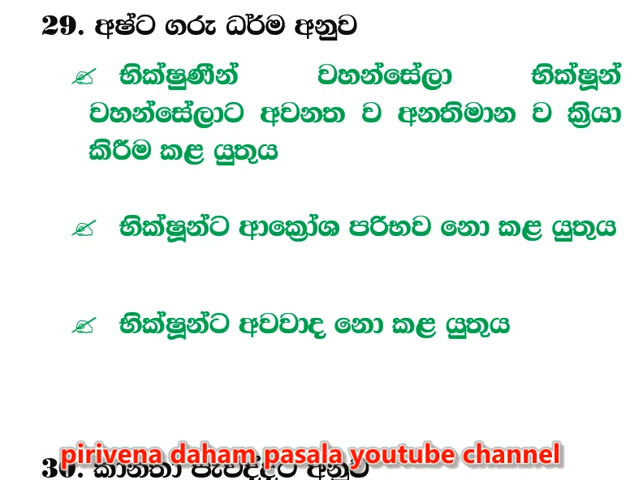 29. අෂ්ට ගරු ධර්ම අනුව
භික්ෂුණීන් වහන්සේලා භික්ෂූන්
වහන්සේලාට අවනත ව අනතිමාන ව ක්‍රියා
කිරීම කළ යුතුය
භික්ෂූන්ට ආක්‍රෝශ පරිභව නො කළ යුතුය
භික්ෂූන්ට අවවාද නො කළ යුතුය
pirivena daham pasala youtube channel
30.